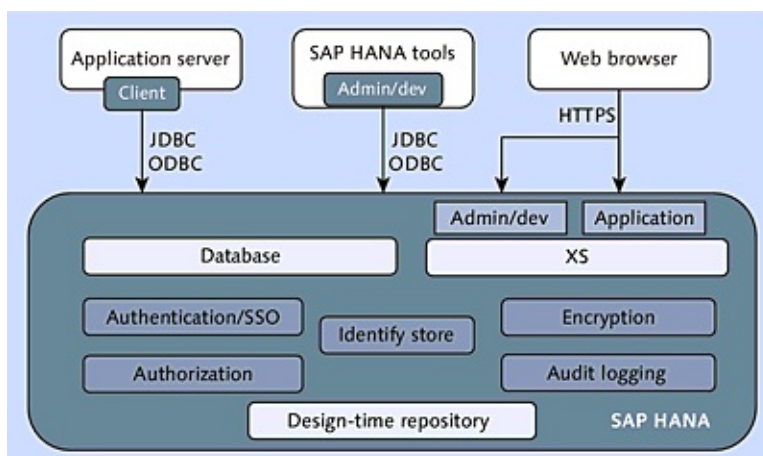 Application server
Client
SAP HANA tools
Admin/dev
Web browser
JDBC
ODBC
JDBC
ODBC
HTTPS
Admin/dev
Application
Database
XS
Authentication/SSO
Identify store
Encryption
Authorization
Audit logging
Design-time repository
SAP HANA